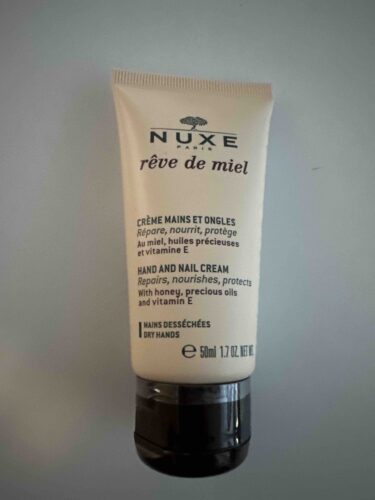 NUXE
PARIS
rêve de miel
CRÈME MAINS ET ONGLES
Répare, nourrit, protège
Au miel, huiles précieuses
et vitamine E
HAND AND NAIL CREAM
Repairs, nourishes, protects
With honey, precious oils
and vitamin E
MAINS DESSÉCHÉES
DRY HANDS
e 50ml 1.7 OZ. NET WT.